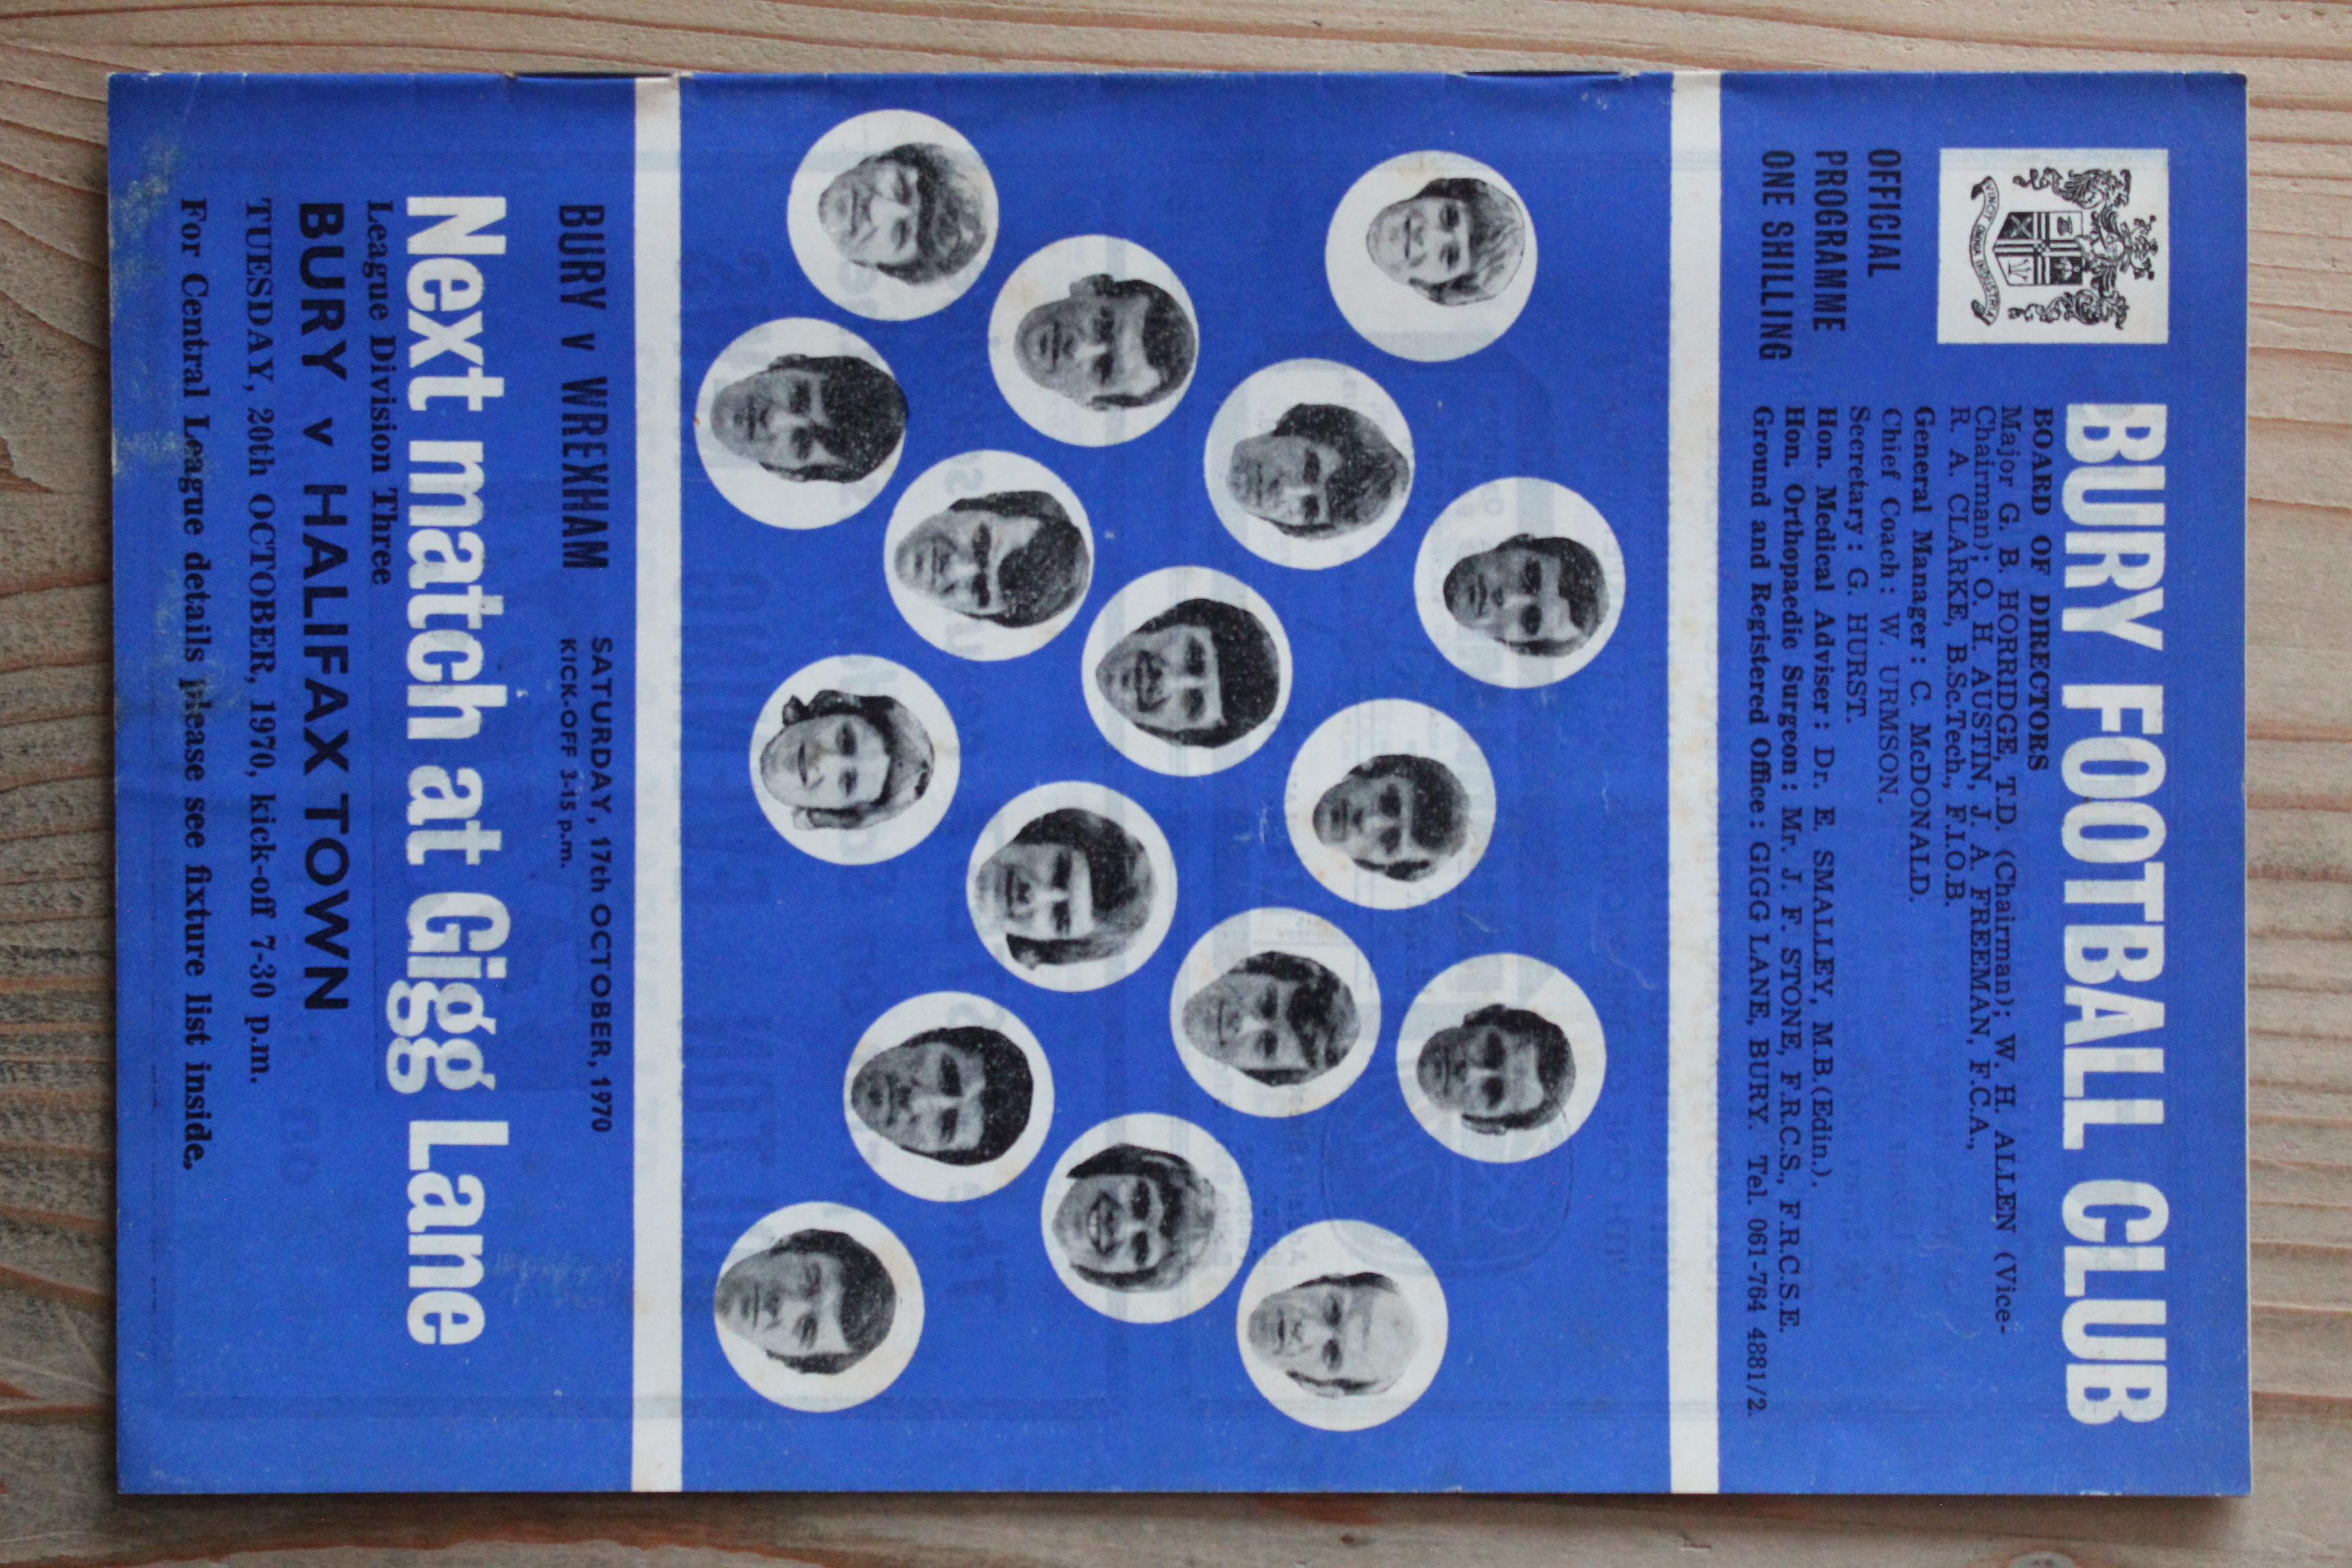 BURY FOOTBALL CLUB
VINCIT OMNIA INDUSTRIA
OFFICIAL
PROGRAMME
ONE SHILLING
BOARD OF DIRECTORS
Major G. B. HORRIDGE, T.D. (Chairman); W. H. ALLEN (Vice-
Chairman); O. H. AUSTIN, J. A. FREEMAN, F.C.A.,
R. A. CLARKE, B.Sc.Tech., F.I.O.B.
General Manager: C. McDONALD.
Chief Coach: W. URMSON.
Secretary: G. HURST.
Hon. Medical Adviser: Dr. E. SMALLEY, M.B.(Edin.).
Hon. Orthopaedic Surgeon: Mr. J. F. STONE, F.R.C.S., F.R.C.S.E.
Ground and Registered Office: GIGG LANE, BURY. Tel. 061-764 4881/2.
BURY v WREXHAM
SATURDAY, 17th OCTOBER, 1970
KICK-OFF 3-15 p.m.
Next match at Gigg Lane
League Division Three
BURY v HALIFAX TOWN
TUESDAY, 20th OCTOBER, 1970, kick-off 7-30 p.m.
For Central League details please see fixture list inside.